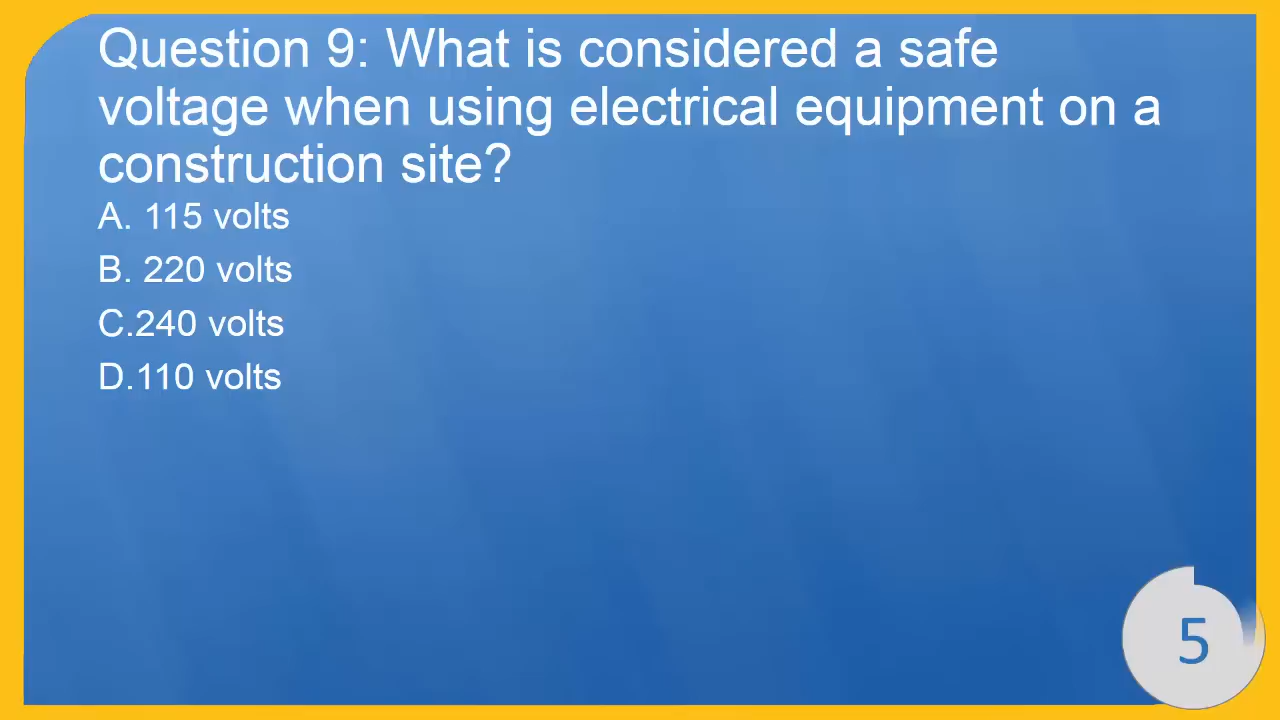 Question 9: What is considered a safe
voltage when using electrical equipment on a
construction site?
A. 115 volts
B. 220 volts
C.240 volts
D.110 volts
5